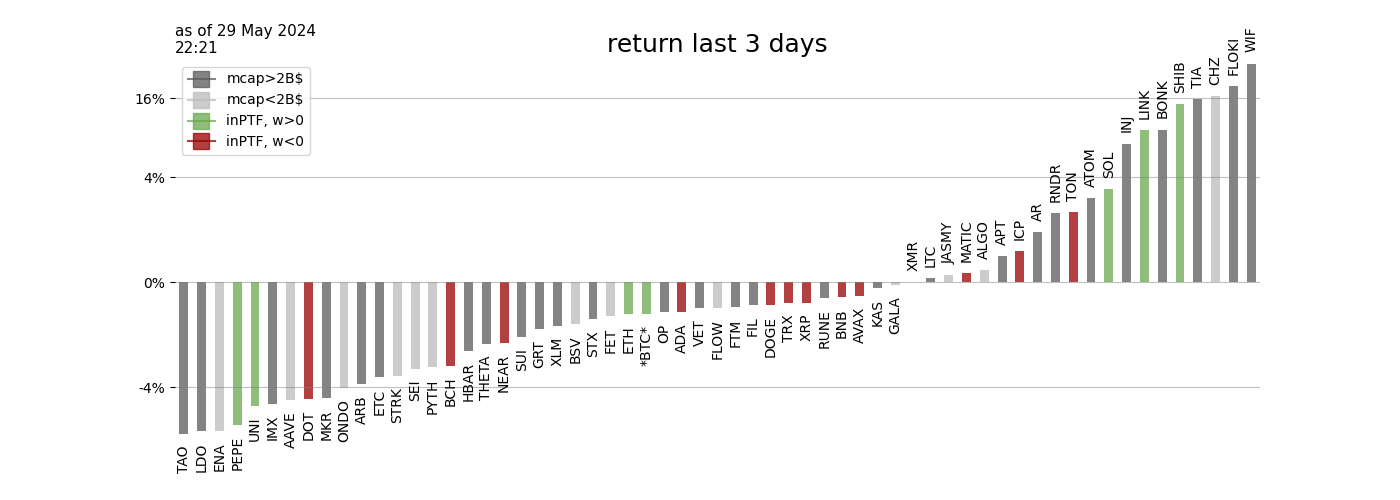 as of 29 May 2024
22:21
return last 3 days
mcap>2B$
mcap<2B$
inPTF, w>0
inPTF, w<0
16%
4%
0%
-4%
TAO
LDO
ENA
PEPE
UNI
IMX
AAVE
DOT
MKR
ONDO
ARB
ETC
STRK
SEI
PYTH
BCH
HBAR
THETA
NEAR
SUI
GRT
XLM
BSV
STX
FET
ETH
*BTC*
OP
ADA
VET
FLOW
FTM
FIL
DOGE
TRX
XRP
RUNE
BNB
AVAX
KAS
GALA
XMR
LTC
JASMY
MATIC
ALGO
APT
ICP
AR
RNDR
TON
ATOM
SOL
INJ
LINK
BONK
SHIB
TIA
CHZ
FLOKI
WIF